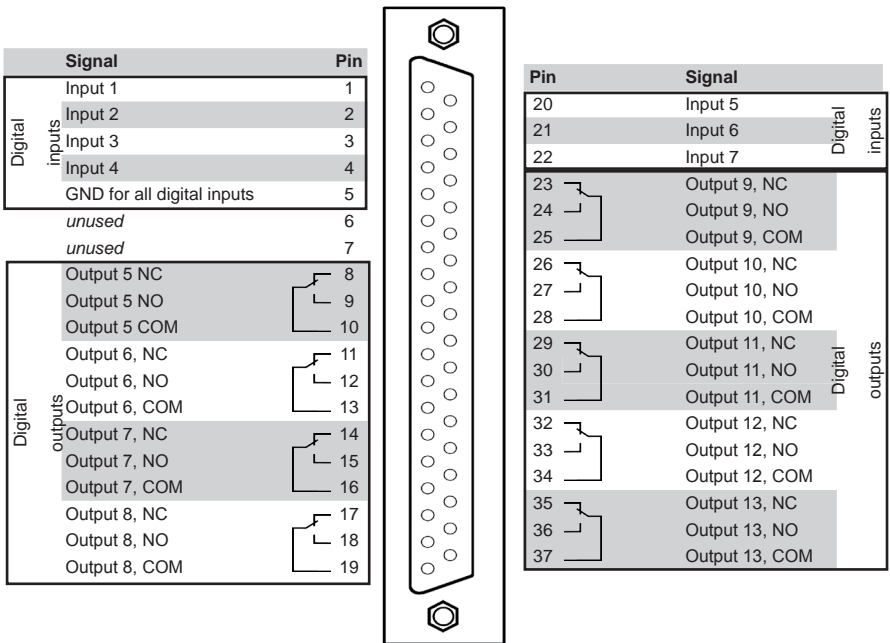 Signal Pin
Digital inputs
Input 1 1
Input 2 2
Input 3 3
Input 4 4
GND for all digital inputs 5
unused 6
unused 7
Digital outputs
Output 5 NC 8
Output 5 NO 9
Output 5 COM 10
Output 6, NC 11
Output 6, NO 12
Output 6, COM 13
Output 7, NC 14
Output 7, NO 15
Output 7, COM 16
Output 8, NC 17
Output 8, NO 18
Output 8, COM 19
Pin Signal
20 Input 5
21 Input 6
22 Input 7
Digital inputs
23 Output 9, NC
24 Output 9, NO
25 Output 9, COM
26 Output 10, NC
27 Output 10, NO
28 Output 10, COM
29 Output 11, NC
30 Output 11, NO
31 Output 11, COM
32 Output 12, NC
33 Output 12, NO
34 Output 12, COM
35 Output 13, NC
36 Output 13, NO
37 Output 13, COM
Digital outputs